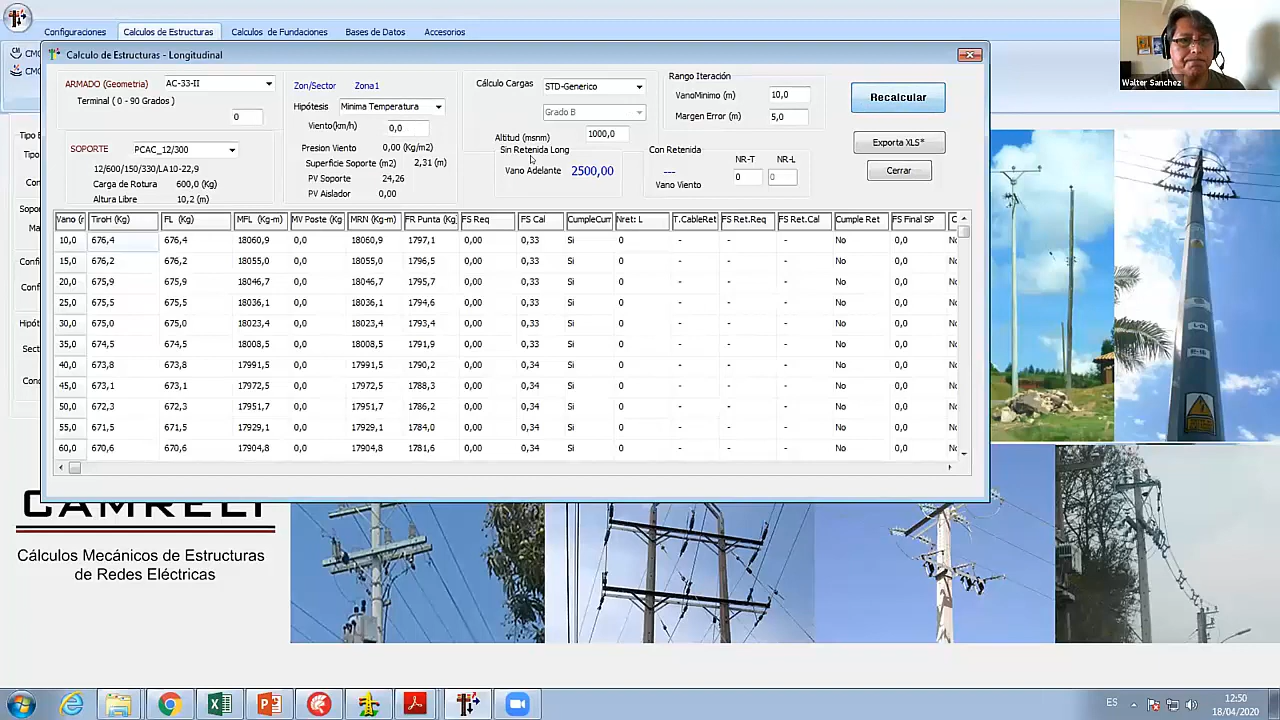 Configuraciones Calculos de Estructuras Calculos de Fundaciones Bases de Datos Accesorios
Walter Sanchez
Calculo de Estructuras - Longitudinal
ARMADO (Geometria) AC-33-II
Terminal ( 0 - 90 Grados )
0
SOPORTE PCAC_12/300
12/600/150/330/LA10-22,9
Carga de Rotura 600,0 (Kg)
Altura Libre 10,2 (m)
Zon/Sector Zona1
Hipótesis Minima Temperatura
Viento(km/h) 0,0
Presion Viento 0,00 (Kg/m2)
Superficie Soporte (m2) 2,31 (m)
PV Soporte 24,26
PV Aislador 0,00
Cálculo Cargas STD-Generico
Grado B
Altitud (msnm) 1000,0
Sin Retenida Long
Vano Adelante 2500,00
Rango Iteración
VanoMinimo (m) 10,0
Margen Error (m) 5,0
Con Retenida
NR-T NR-L
---
Vano Viento 0 0
Recalcular
Exporta XLS*
Cerrar
Vano (r TiroH (Kg) FL (Kg) MFL (Kg-m) MV Poste (Kg MRN (Kg-m) FR Punta (Kg FS Req FS Cal CumpleCurr Nret: L T.CableRet FS Ret.Req FS Ret.Cal Cumple Ret FS Final SP C
10,0 676,4 676,4 18060,9 0,0 18060,9 1797,1 0,00 0,33 Si 0 - - - No 0,0 Nc
15,0 676,2 676,2 18055,0 0,0 18055,0 1796,5 0,00 0,33 Si 0 - - - No 0,0 Nc
20,0 675,9 675,9 18046,7 0,0 18046,7 1795,7 0,00 0,33 Si 0 - - - No 0,0 Nc
25,0 675,5 675,5 18036,1 0,0 18036,1 1794,6 0,00 0,33 Si 0 - - - No 0,0 Nc
30,0 675,0 675,0 18023,4 0,0 18023,4 1793,4 0,00 0,33 Si 0 - - - No 0,0 Nc
35,0 674,5 674,5 18008,5 0,0 18008,5 1791,9 0,00 0,33 Si 0 - - - No 0,0 Nc
40,0 673,8 673,8 17991,5 0,0 17991,5 1790,2 0,00 0,34 Si 0 - - - No 0,0 Nc
45,0 673,1 673,1 17972,5 0,0 17972,5 1788,3 0,00 0,34 Si 0 - - - No 0,0 Nc
50,0 672,3 672,3 17951,7 0,0 17951,7 1786,2 0,00 0,34 Si 0 - - - No 0,0 Nc
55,0 671,5 671,5 17929,1 0,0 17929,1 1784,0 0,00 0,34 Si 0 - - - No 0,0 Nc
60,0 670,6 670,6 17904,8 0,0 17904,8 1781,6 0,00 0,34 Si 0 - - - No 0,0 Nc
CAMRELI
Cálculos Mecánicos de Estructuras
de Redes Eléctricas
ES
12:50
18/04/2020